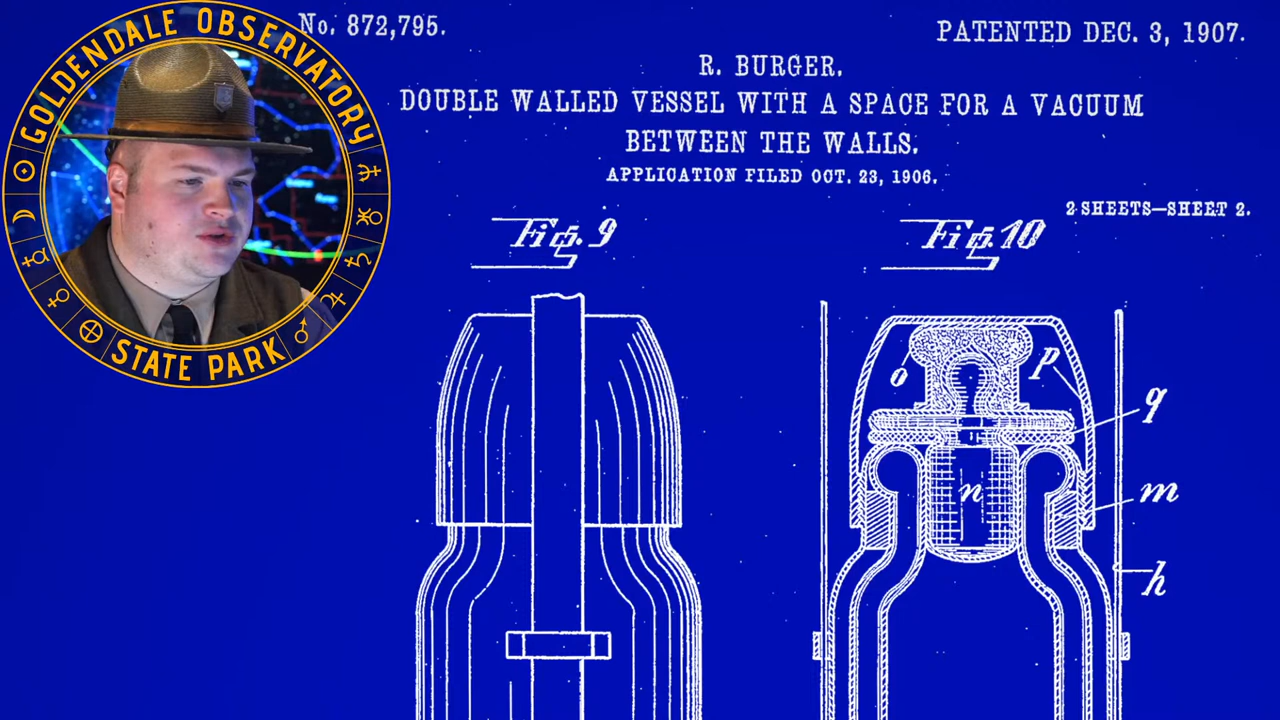 GOLDENDALE OBSERVATORY
STATE PARK
No. 872,795.
PATENTED DEC. 3, 1907.
R. BURGER.
DOUBLE WALLED VESSEL WITH A SPACE FOR A VACUUM
BETWEEN THE WALLS.
APPLICATION FILED OCT. 23, 1906.
2 SHEETS—SHEET 2.
Fig. 9
Fig. 10
o
p
q
n
m
h